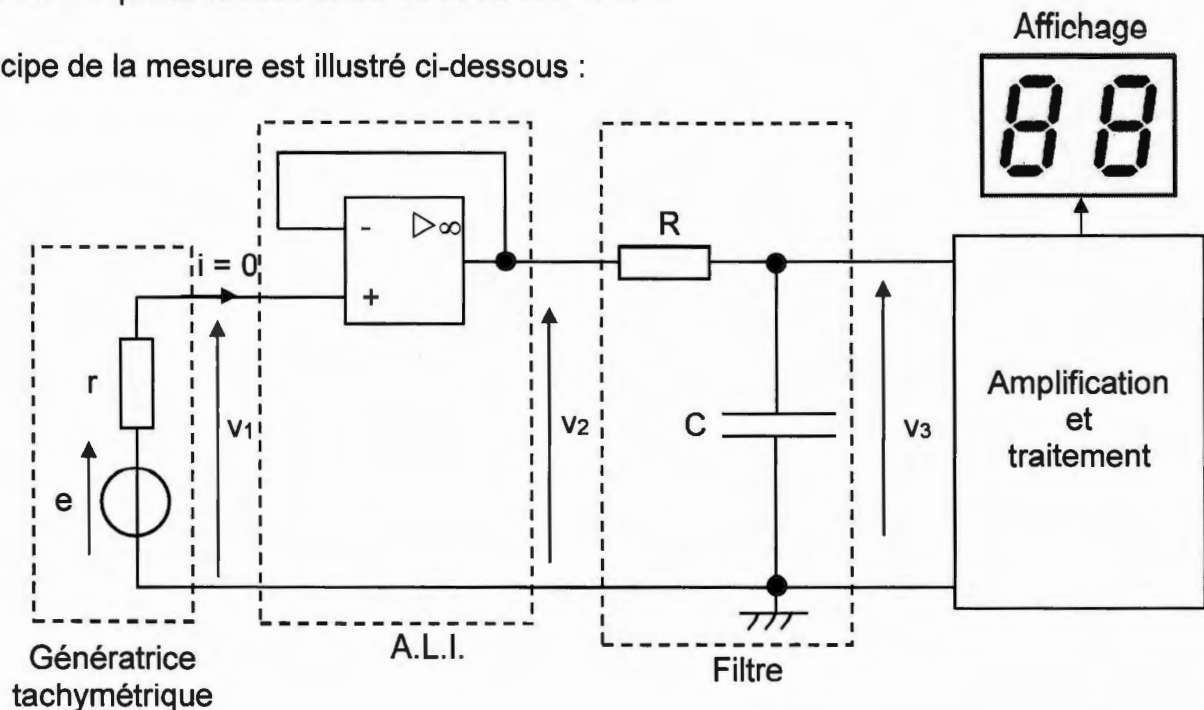 Affichage
cipe de la mesure est illustré ci-dessous :
88
i = 0
-
▷∞
+
R
r
e
v1
v2
C
v3
Amplification
et
traitement
Génératrice
tachymétrique
A.L.I.
Filtre